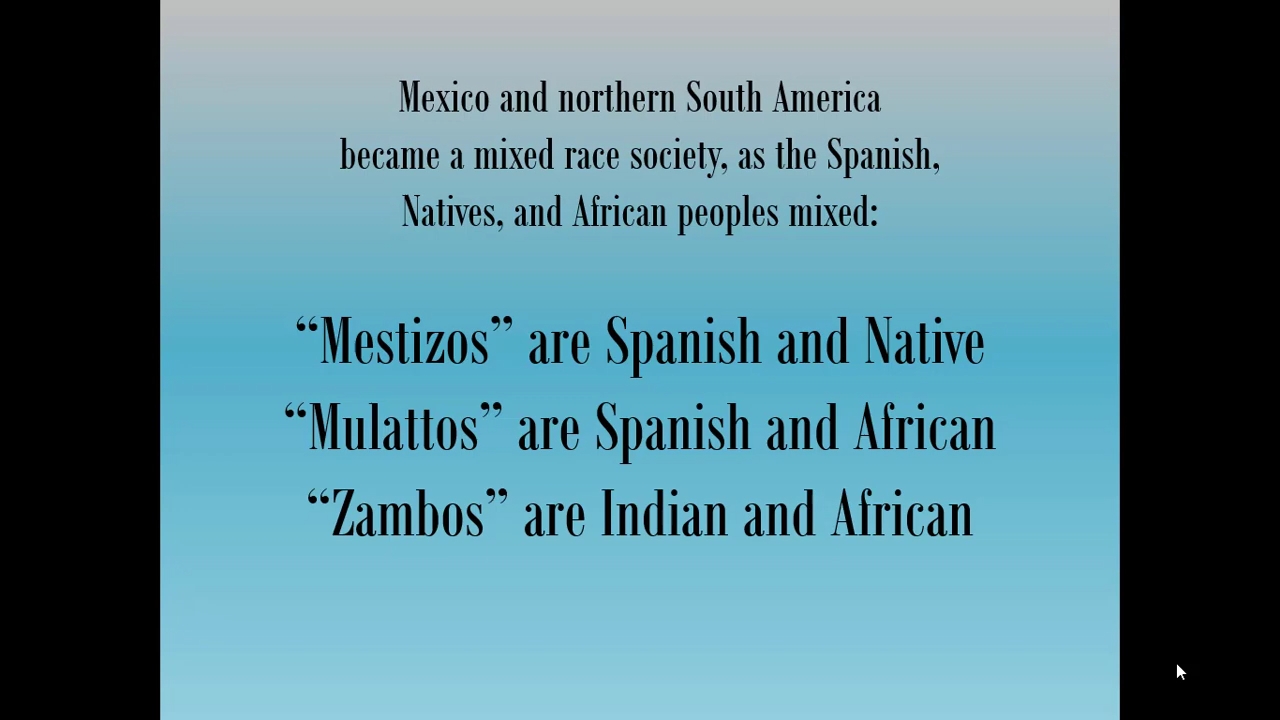 Mexico and northern South America
became a mixed race society, as the Spanish,
Natives, and African peoples mixed:
“Mestizos” are Spanish and Native
“Mulattos” are Spanish and African
“Zambos” are Indian and African